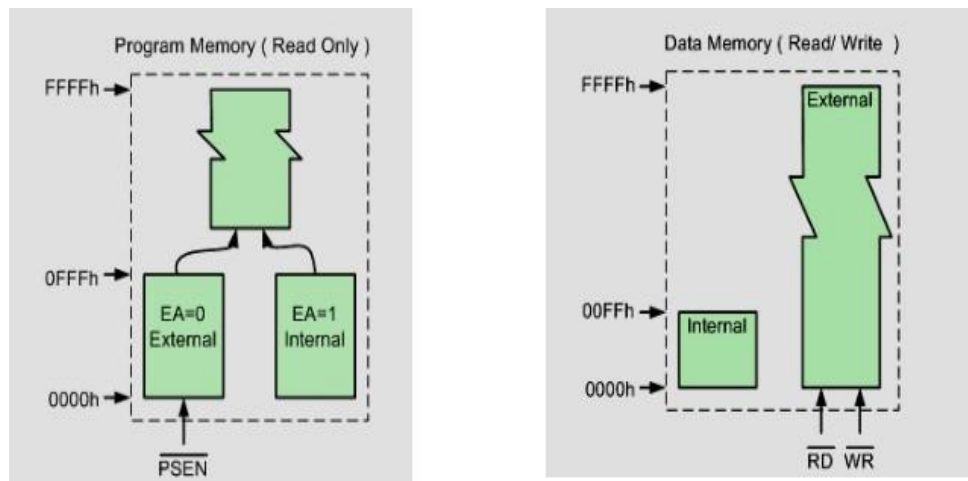 Program Memory ( Read Only )
FFFFh
0FFFh
EA=0
External
EA=1
Internal
0000h
PSEN
Data Memory ( Read/ Write )
FFFFh
External
00FFh
Internal
0000h
RD WR